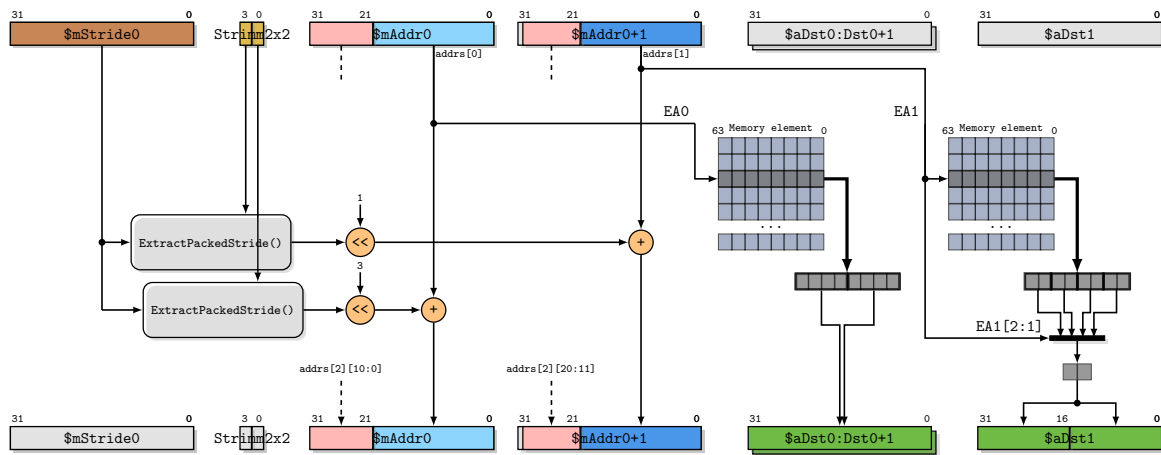 31 0 3 0 31 21 0 31 21 0 31 0 31 0
$mStride0 Strimm2x2 $mAddr0 $mAddr0+1 $aDst0:Dst0+1 $aDst1
addrs[0] addrs[1]
EA0 EA1
63 Memory element 0 63 Memory element 0
1
... ...
ExtractPackedStride() << +
3
ExtractPackedStride() << +
EA1[2:1]
addrs[2][10:0] addrs[2][20:11]
31 0 3 0 31 21 0 31 21 0 31 0 31 16 0
$mStride0 Strimm2x2 $mAddr0 $mAddr0+1 $aDst0:Dst0+1 $aDst1